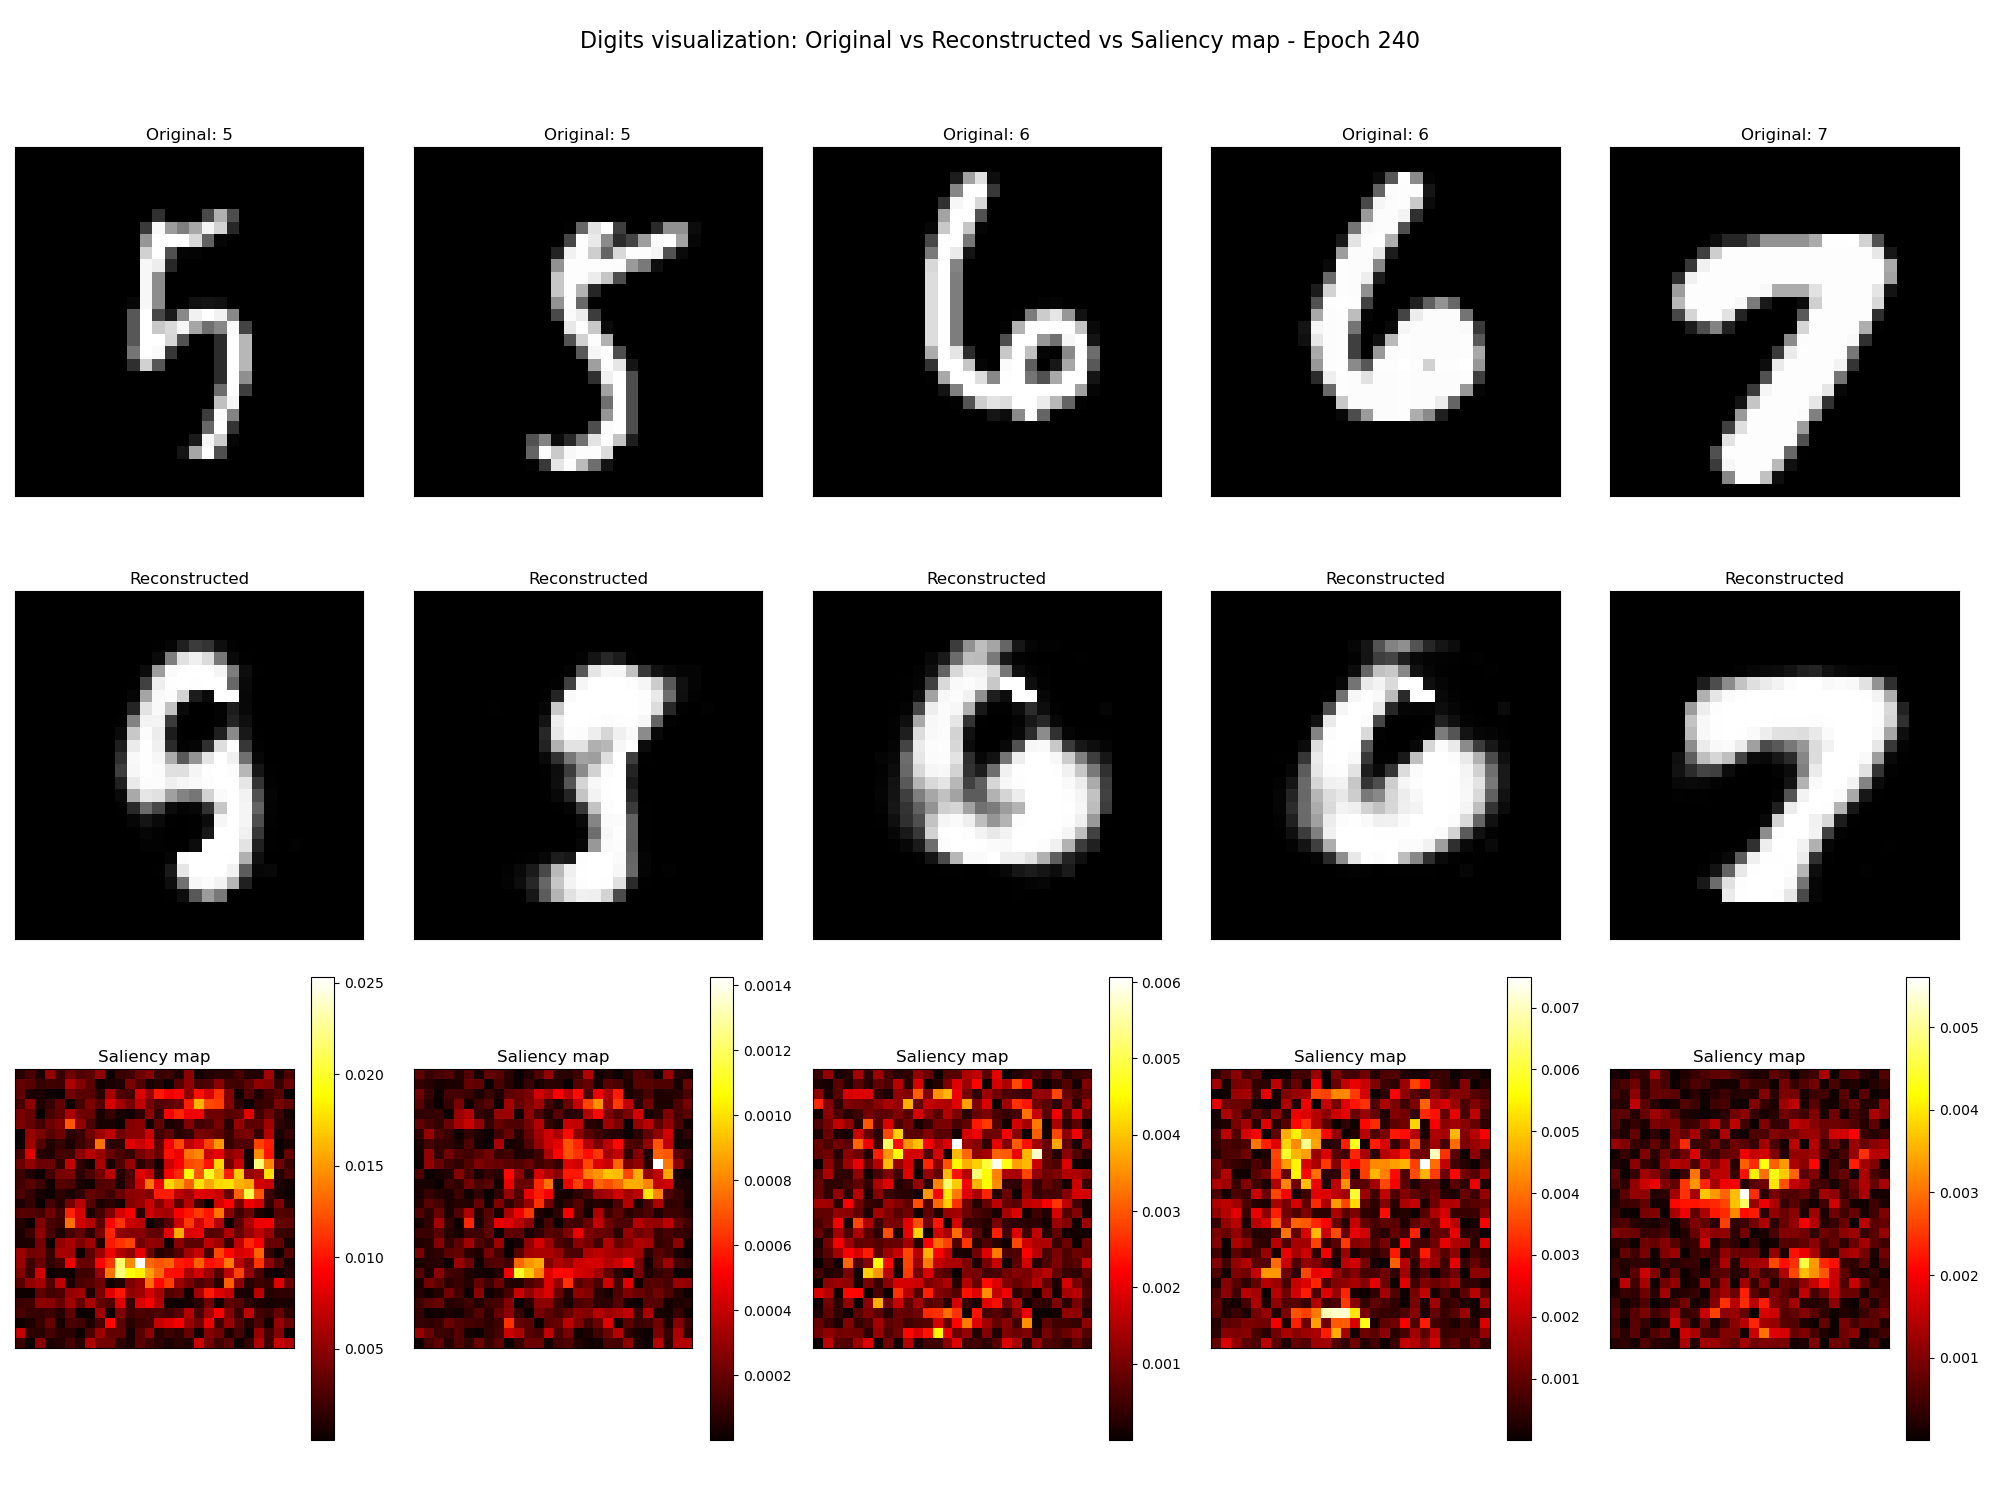 Digits visualization: Original vs Reconstructed vs Saliency map - Epoch 240
Original: 5
Original: 5
Original: 6
Original: 6
Original: 7
5
5
6
6
7
Reconstructed
Reconstructed
Reconstructed
Reconstructed
Reconstructed
Saliency map
0.025
0.020
0.015
0.010
0.005
Saliency map
0.0014
0.0012
0.0010
0.0008
0.0006
0.0004
0.0002
Saliency map
0.006
0.005
0.004
0.003
0.002
0.001
Saliency map
0.007
0.006
0.005
0.004
0.003
0.002
0.001
Saliency map
0.005
0.004
0.003
0.002
0.001